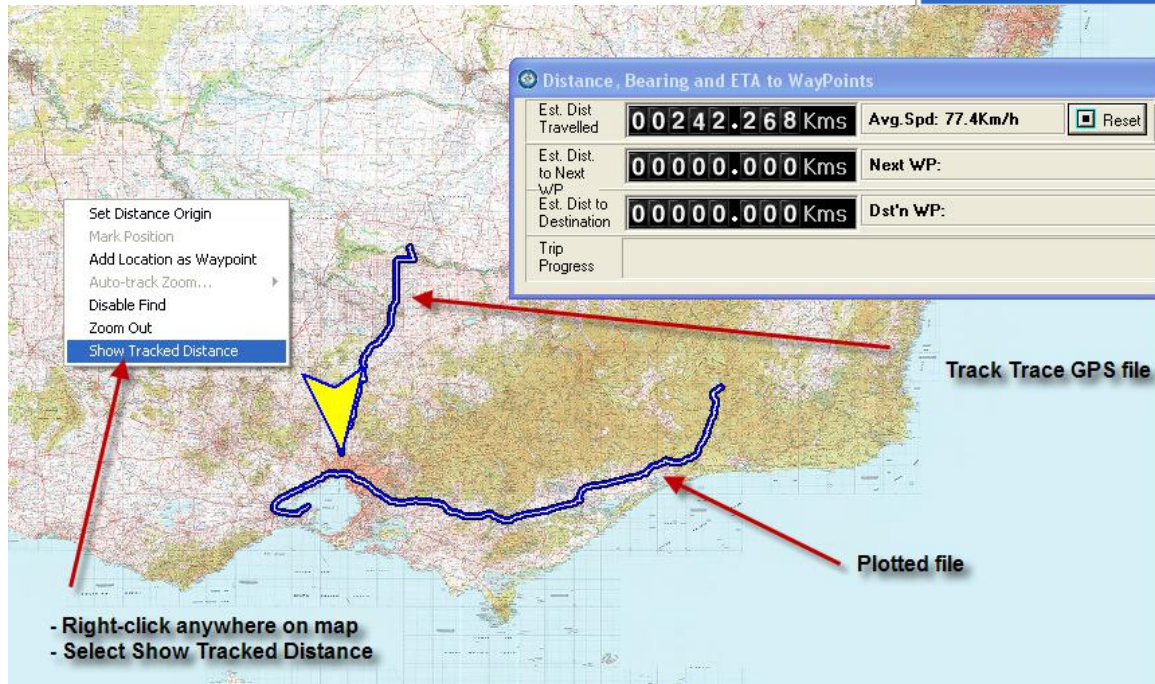 Distance, Bearing and ETA to WayPoints
Est. Dist
Travelled
00242.268 Kms
Avg.Spd: 77.4Km/h
Reset
Est. Dist.
to Next
WP
00000.000 Kms
Next WP:
Est. Dist to
Destination
00000.000 Kms
Dst'n WP:
Trip
Progress
Set Distance Origin
Mark Position
Add Location as Waypoint
Auto-track Zoom...
Disable Find
Zoom Out
Show Tracked Distance
Track Trace GPS file
Plotted file
- Right-click anywhere on map
- Select Show Tracked Distance